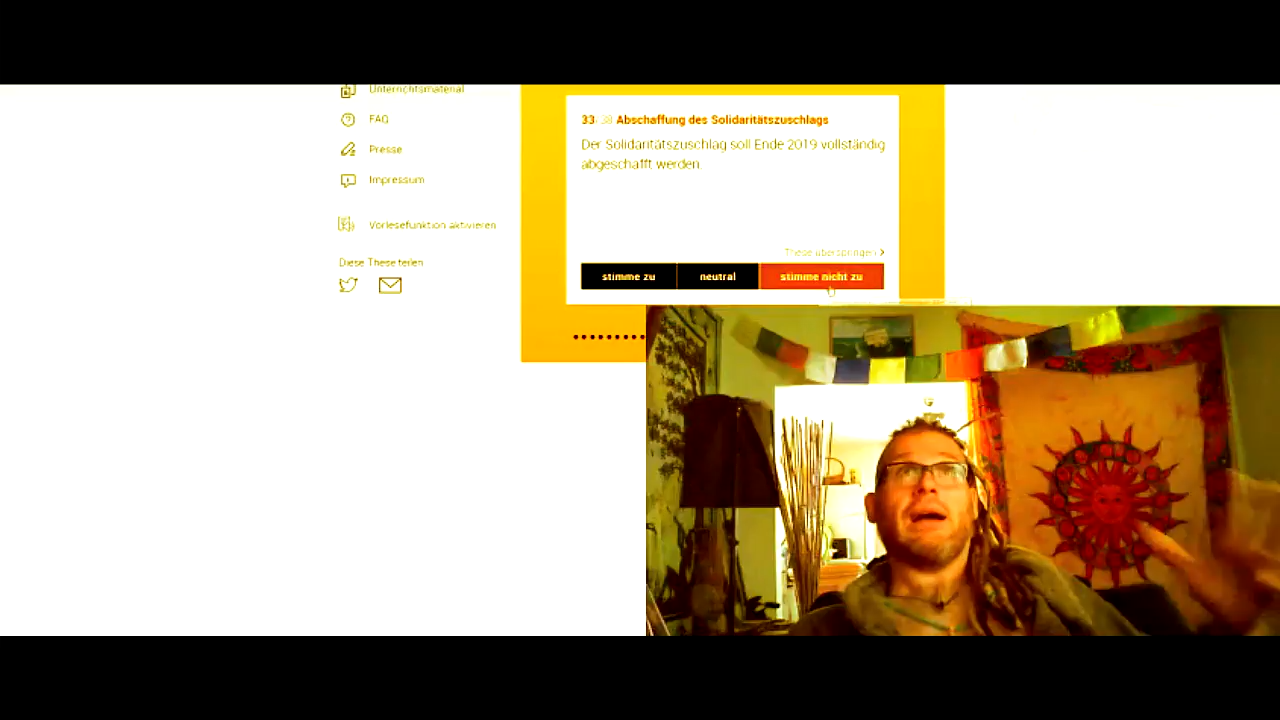 Unterrichtsmaterial
FAQ
Presse
Impressum
Vorlesefunktion aktivieren
Diese These teilen
33/38 Abschaffung des Solidaritätszuschlags
Der Solidaritätszuschlag soll Ende 2019 vollständig
abgeschafft werden.
These überspringen
stimme zu
neutral
stimme nicht zu